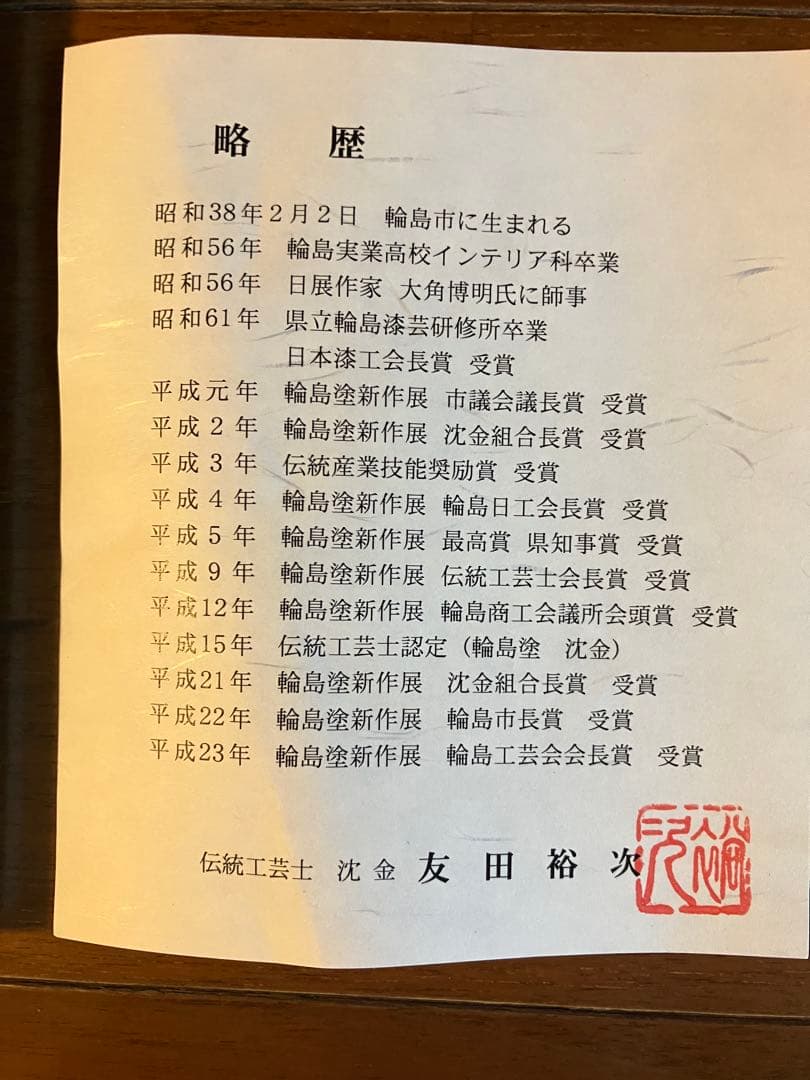 略　歴
昭和38年２月２日　輪島市に生まれる
昭和56年　輪島実業高校インテリア科卒業
昭和56年　日展作家　大角博明氏に師事
昭和61年　県立輪島漆芸研修所卒業
日本漆工会長賞　受賞
平成元年　輪島塗新作展　市議会議長賞　受賞
平成２年　輪島塗新作展　沈金組合長賞　受賞
平成３年　伝統産業技能奨励賞　受賞
平成４年　輪島塗新作展　輪島日工会長賞　受賞
平成５年　輪島塗新作展　最高賞　県知事賞　受賞
平成９年　輪島塗新作展　伝統工芸士会長賞　受賞
平成12年　輪島塗新作展　輪島商工会議所会頭賞　受賞
平成15年　伝統工芸士認定（輪島塗　沈金）
平成21年　輪島塗新作展　沈金組合長賞　受賞
平成22年　輪島塗新作展　輪島市長賞　受賞
平成23年　輪島塗新作展　輪島工芸会会長賞　受賞
伝統工芸士　沈金　友田裕次